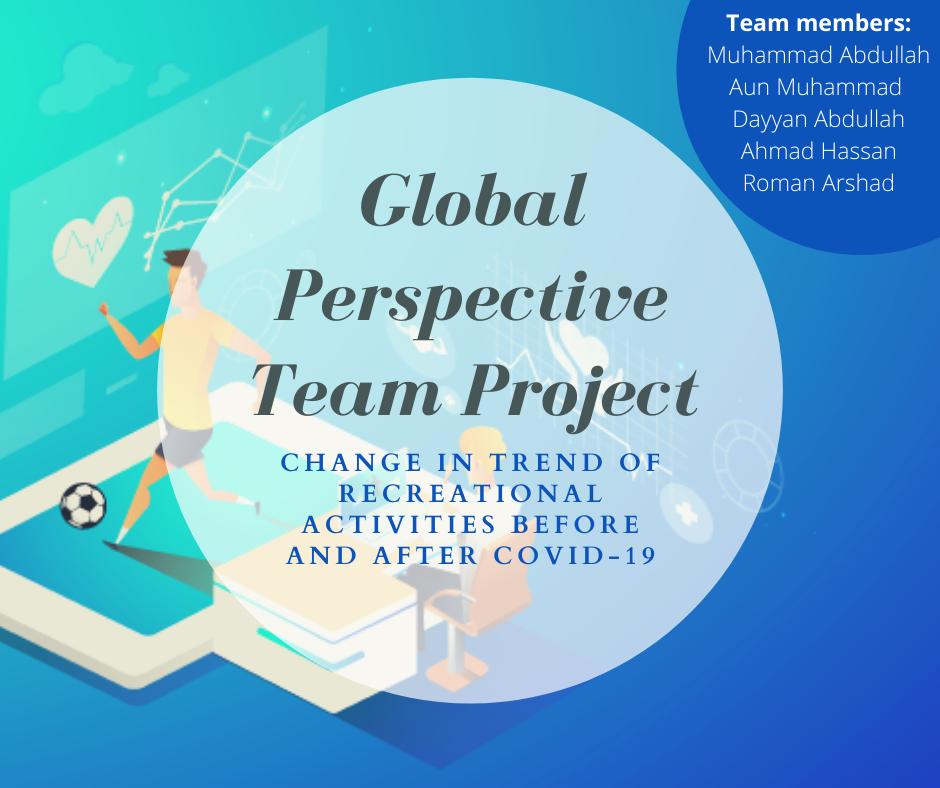 Team members:
Muhammad Abdullah
Aun Muhammad
Dayyan Abdullah
Ahmad Hassan
Roman Arshad
Global
Perspective
Team Project
CHANGE IN TREND OF
RECREATIONAL
ACTIVITIES BEFORE
AND AFTER COVID-19